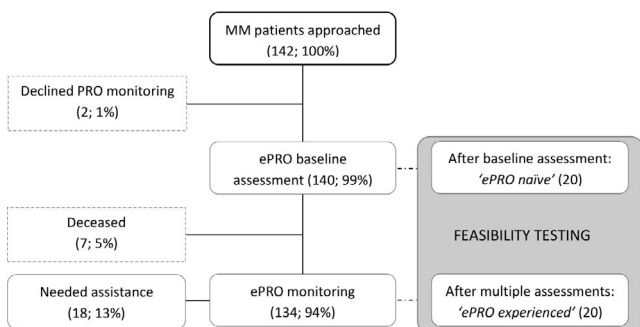 MM patients approached
(142; 100%)
Declined PRO monitoring
(2; 1%)
ePRO baseline
assessment (140; 99%)
After baseline assessment:
‘ePRO naïve’ (20)
Deceased
(7; 5%)
FEASIBILITY TESTING
Needed assistance
(18; 13%)
ePRO monitoring
(134; 94%)
After multiple assessments:
‘ePRO experienced’ (20)